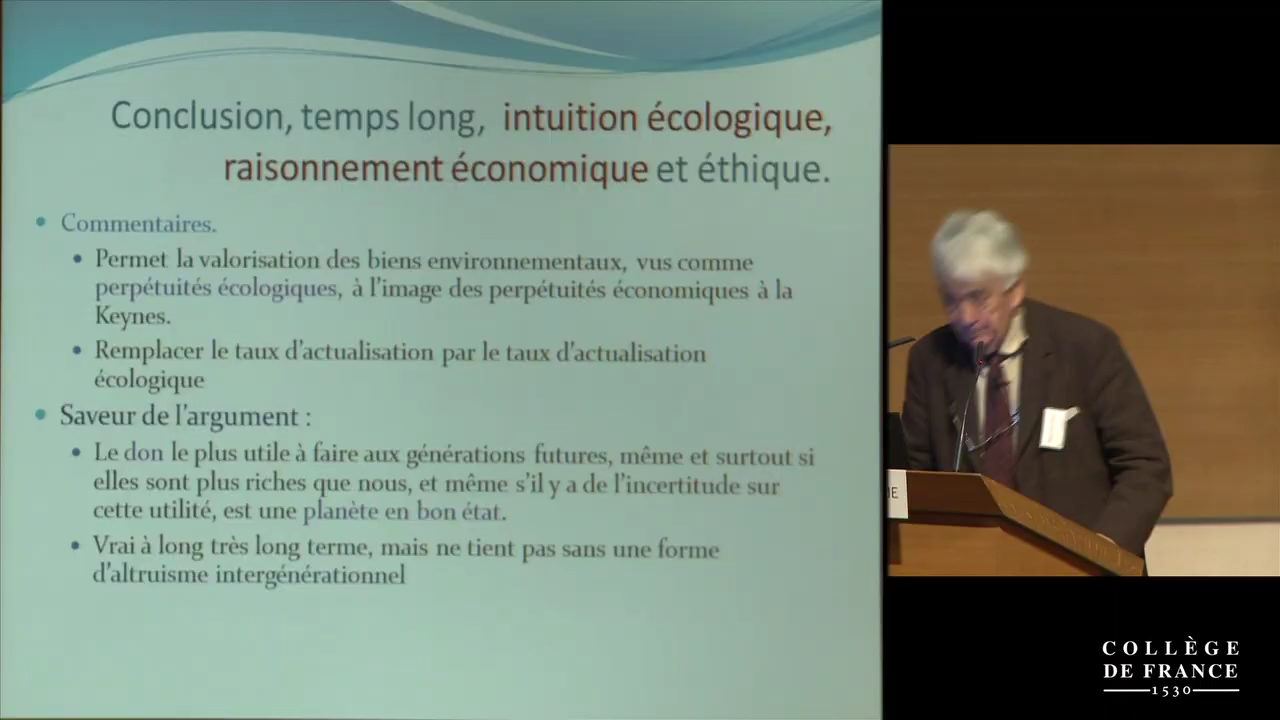 Conclusion, temps long, intuition écologique,
raisonnement économique et éthique.
• Commentaires.
• Permet la valorisation des biens environnementaux, vus comme
perpétuités écologiques, à l'image des perpétuités économiques à la
Keynes.
• Remplacer le taux d'actualisation par le taux d'actualisation
écologique
• Saveur de l'argument :
• Le don le plus utile à faire aux générations futures, même et surtout si
elles sont plus riches que nous, et même s'il y a de l'incertitude sur
cette utilité, est une planète en bon état.
• Vrai à long très long terme, mais ne tient pas sans une forme
d'altruisme intergénérationnel
COLLÈGE
DE FRANCE
1530